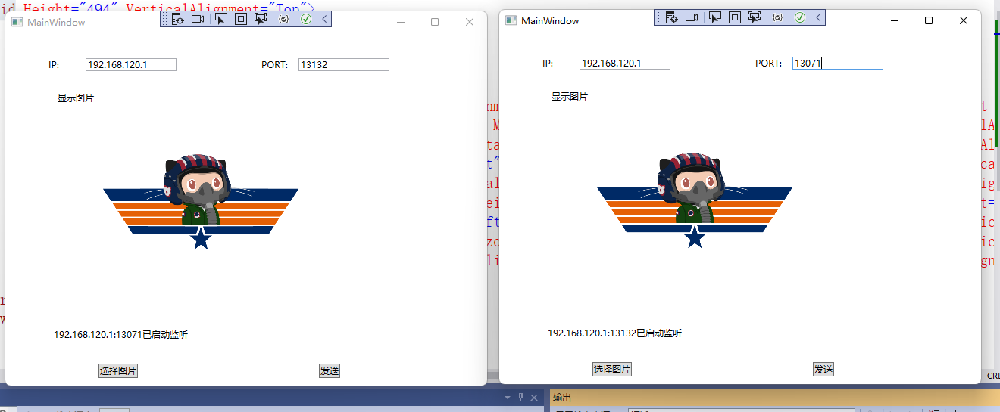 id Height="494" VerticalAlignment="Top">
MainWindow
IP: 192.168.120.1 PORT: 13132
显示图片
192.168.120.1:13071已启动监听
选择图片 发送
MainWindow
IP: 192.168.120.1 PORT: 13071
显示图片
192.168.120.1:13132已启动监听
选择图片 发送
输出